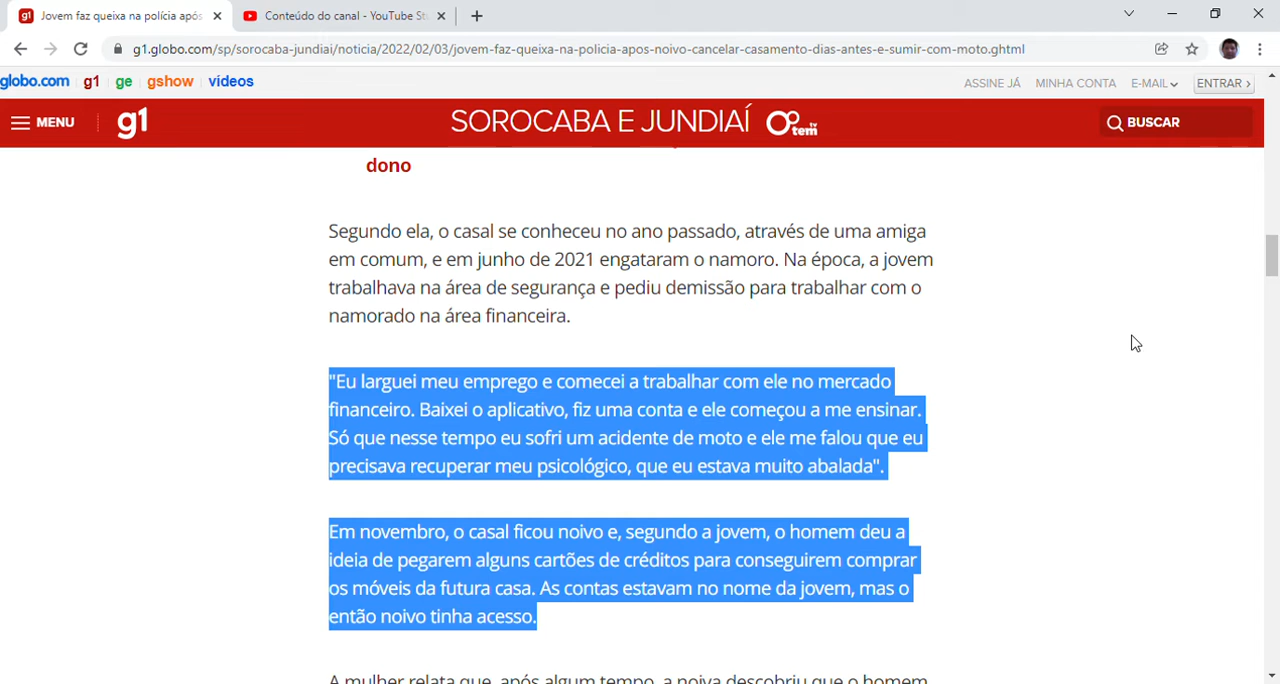 Jovem faz queixa na polícia após
Conteúdo do canal - YouTube St
g1.globo.com/sp/sorocaba-jundiai/noticia/2022/02/03/jovem-faz-queixa-na-policia-apos-noivo-cancelar-casamento-dias-antes-e-sumir-com-moto.ghtml
globo.com g1 ge gshow vídeos
ASSINE JÁ MINHA CONTA E-MAIL ENTRAR ›
MENU g1 SOROCABA E JUNDIAÍ tv tem BUSCAR
dono
Segundo ela, o casal se conheceu no ano passado, através de uma amiga
em comum, e em junho de 2021 engataram o namoro. Na época, a jovem
trabalhava na área de segurança e pediu demissão para trabalhar com o
namorado na área financeira.
"Eu larguei meu emprego e comecei a trabalhar com ele no mercado
financeiro. Baixei o aplicativo, fiz uma conta e ele começou a me ensinar.
Só que nesse tempo eu sofri um acidente de moto e ele me falou que eu
precisava recuperar meu psicológico, que eu estava muito abalada".
Em novembro, o casal ficou noivo e, segundo a jovem, o homem deu a
ideia de pegarem alguns cartões de créditos para conseguirem comprar
os móveis da futura casa. As contas estavam no nome da jovem, mas o
então noivo tinha acesso.
A mulher relata que, após algum tempo, a noiva descobriu que o homem